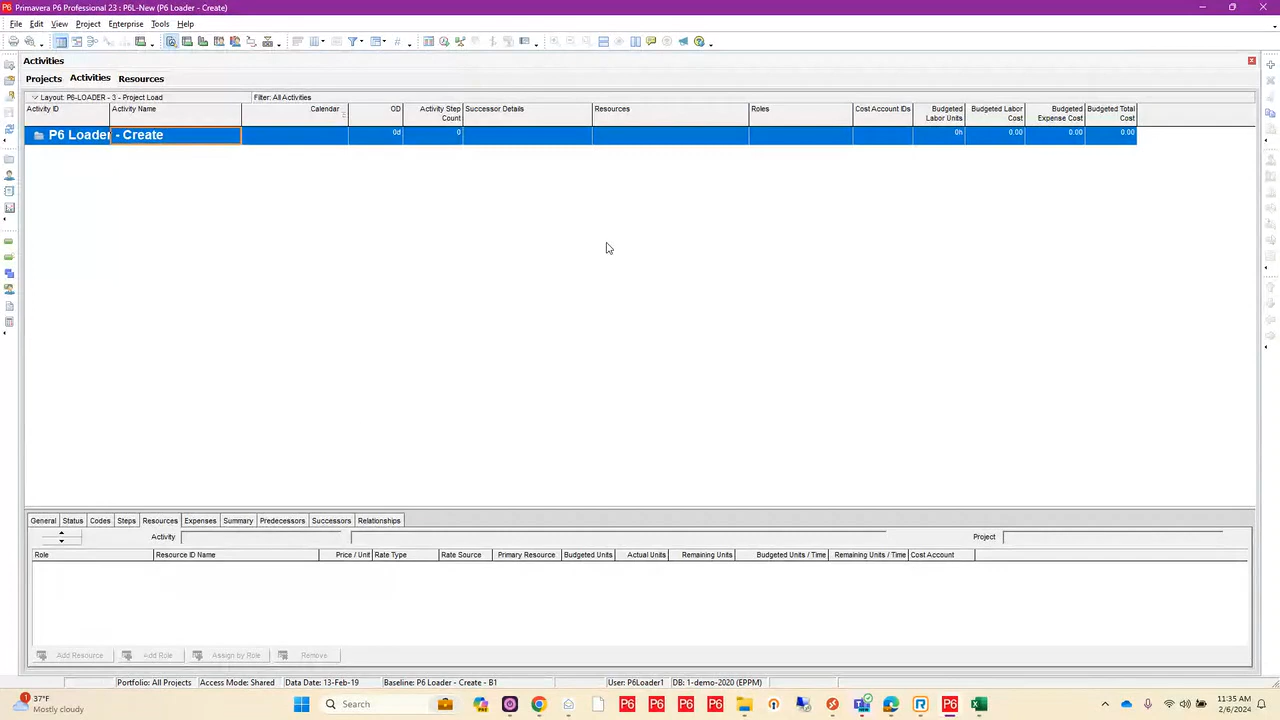 Primavera P6 Professional 23 : P6L-New (P6 Loader - Create)
File Edit View Project Enterprise Tools Help
Activities
Projects Activities Resources
Layout: P6-LOADER - 3 - Project Load Filter: All Activities
Activity ID Activity Name Calendar OD Activity Step Count Successor Details Resources Roles Cost Account IDs Budgeted Labor Units Budgeted Labor Cost Budgeted Expense Cost Budgeted Total Cost
P6 Loader - Create 0d 0 0h 0.00 0.00 0.00
General Status Codes Steps Resources Expenses Summary Predecessors Successors Relationships
Activity Project
Role Resource ID Name Price / Unit Rate Type Rate Source Primary Resource Budgeted Units Actual Units Remaining Units Budgeted Units / Time Remaining Units / Time Cost Account
Add Resource Add Role Assign by Role Remove
Portfolio: All Projects Access Mode: Shared Data Date: 13-Feb-19 Baseline: P6 Loader - Create - B1 User: P6Loader1 DB: 1-demo-2020 (EPPM)
37°F
Mostly cloudy
Search
11:35 AM
2/6/2024